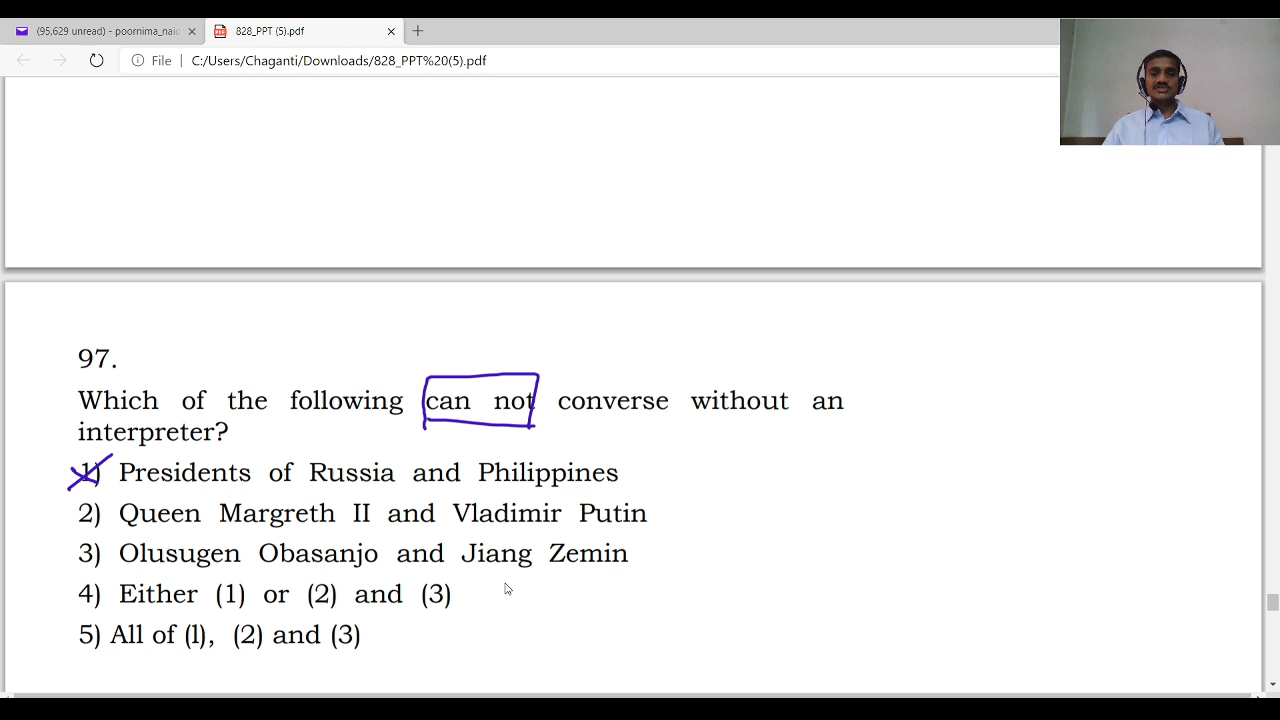 (95,629 unread) - poornima_naid
828_PPT (5).pdf
File | C:/Users/Chaganti/Downloads/828_PPT%20(5).pdf
97.
Which of the following can not converse without an
interpreter?
1) Presidents of Russia and Philippines
2) Queen Margreth II and Vladimir Putin
3) Olusugen Obasanjo and Jiang Zemin
4) Either (1) or (2) and (3)
5) All of (l), (2) and (3)